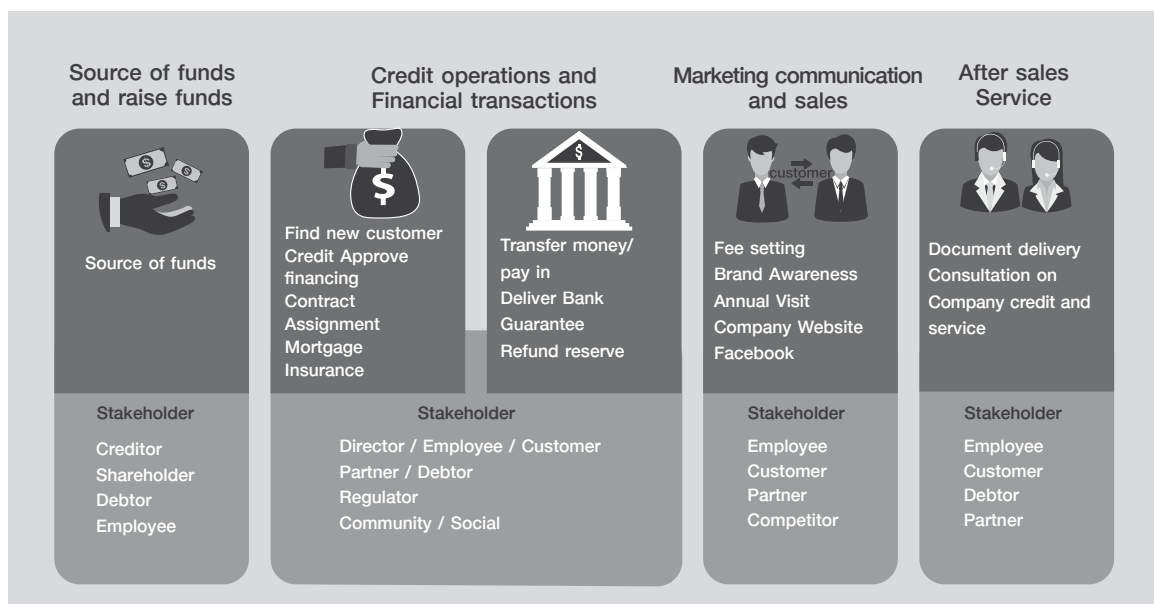 Source of funds
and raise funds
Credit operations and
Financial transactions
Marketing communication
and sales
After sales
Service
$
$
$
Source of funds
$
Find new customer
Credit Approve
financing
Contract
Assignment
Mortgage
Insurance
$
Transfer money/
pay in
Deliver Bank
Guarantee
Refund reserve
customer
Fee setting
Brand Awareness
Annual Visit
Company Website
Facebook
Document delivery
Consultation on
Company credit and
service
Stakeholder
Creditor
Shareholder
Debtor
Employee
Stakeholder
Director / Employee / Customer
Partner / Debtor
Regulator
Community / Social
Stakeholder
Employee
Customer
Partner
Competitor
Stakeholder
Employee
Customer
Debtor
Partner